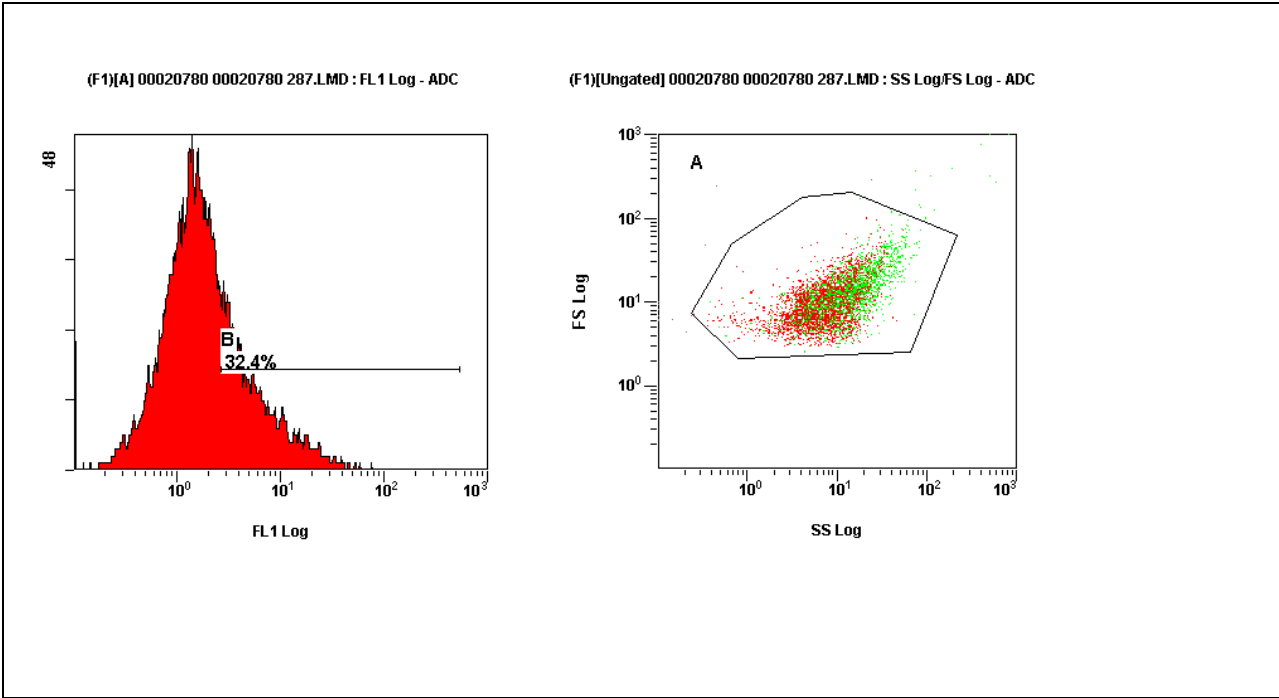 (F1)[A] 00020780 00020780 287.LMD : FL1 Log - ADC
48
B
32.4%
10⁰ 10¹ 10² 10³
FL1 Log
(F1)[Ungated] 00020780 00020780 287.LMD : SS Log/FS Log - ADC
A
10³
10²
10¹
10⁰
FS Log
10⁰ 10¹ 10² 10³
SS Log